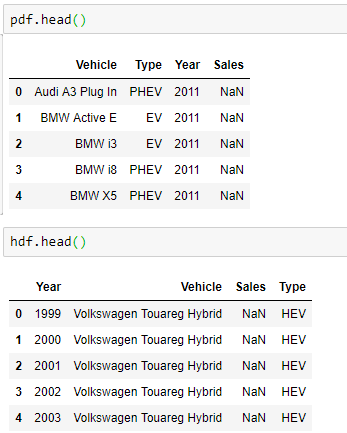 pdf.head()
Vehicle Type Year Sales
0 Audi A3 Plug In PHEV 2011 NaN
1 BMW Active E EV 2011 NaN
2 BMW i3 EV 2011 NaN
3 BMW i8 PHEV 2011 NaN
4 BMW X5 PHEV 2011 NaN
hdf.head()
Year Vehicle Sales Type
0 1999 Volkswagen Touareg Hybrid NaN HEV
1 2000 Volkswagen Touareg Hybrid NaN HEV
2 2001 Volkswagen Touareg Hybrid NaN HEV
3 2002 Volkswagen Touareg Hybrid NaN HEV
4 2003 Volkswagen Touareg Hybrid NaN HEV